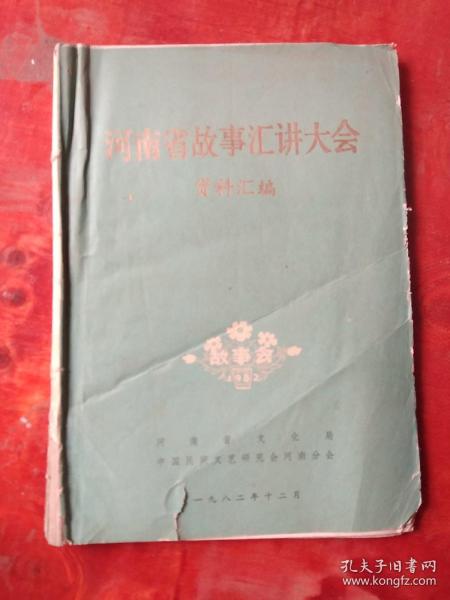 河南省故事汇讲大会
资料汇编
故事会
1982
河南省文化局
中国民间文艺研究会河南分会
一九八二年十二月
孔夫子旧书网
www.kongfz.com